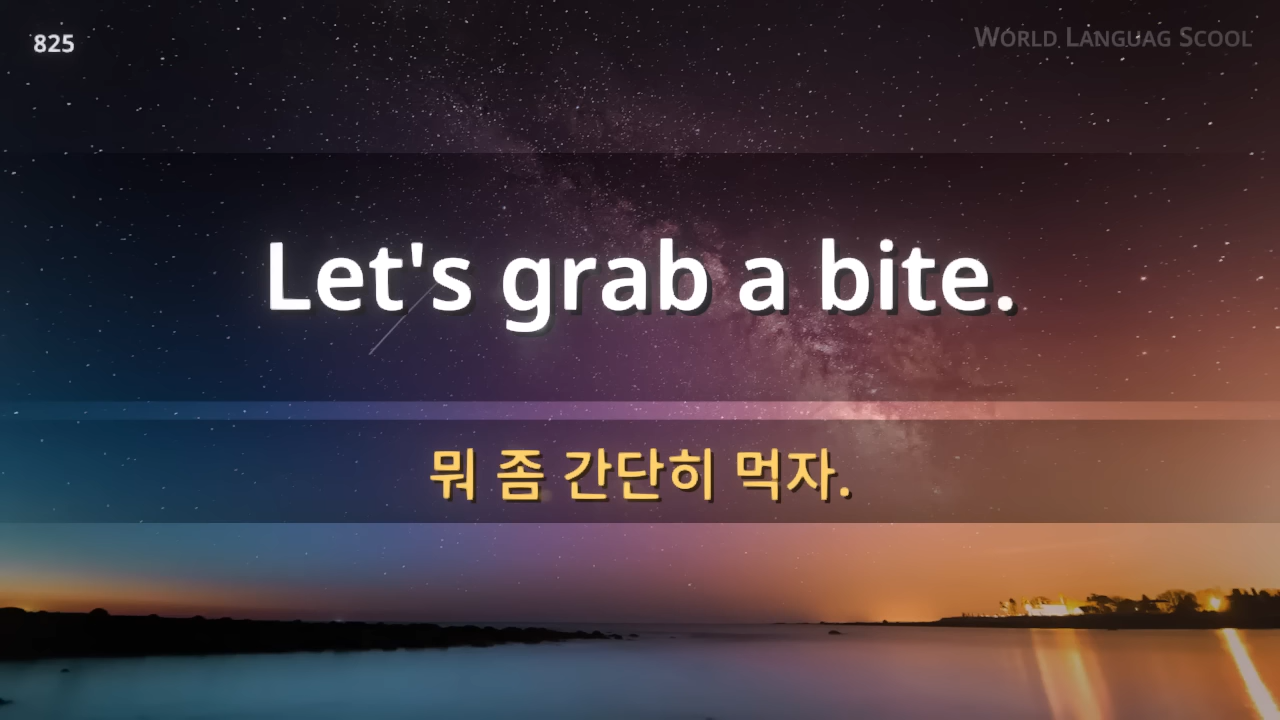 825
WORLD LANGUAG SCOOL
Let's grab a bite.
뭐 좀 간단히 먹자.